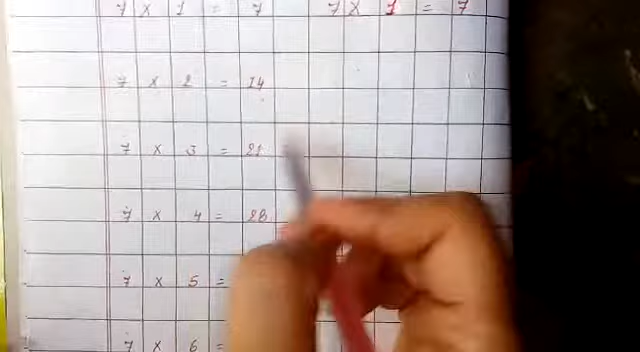 7 x 1 = 7 7 x 1 = 7
7 x 2 = 14
7 x 3 = 21
7 x 4 = 28
7 x 5 =
7 x 6 =